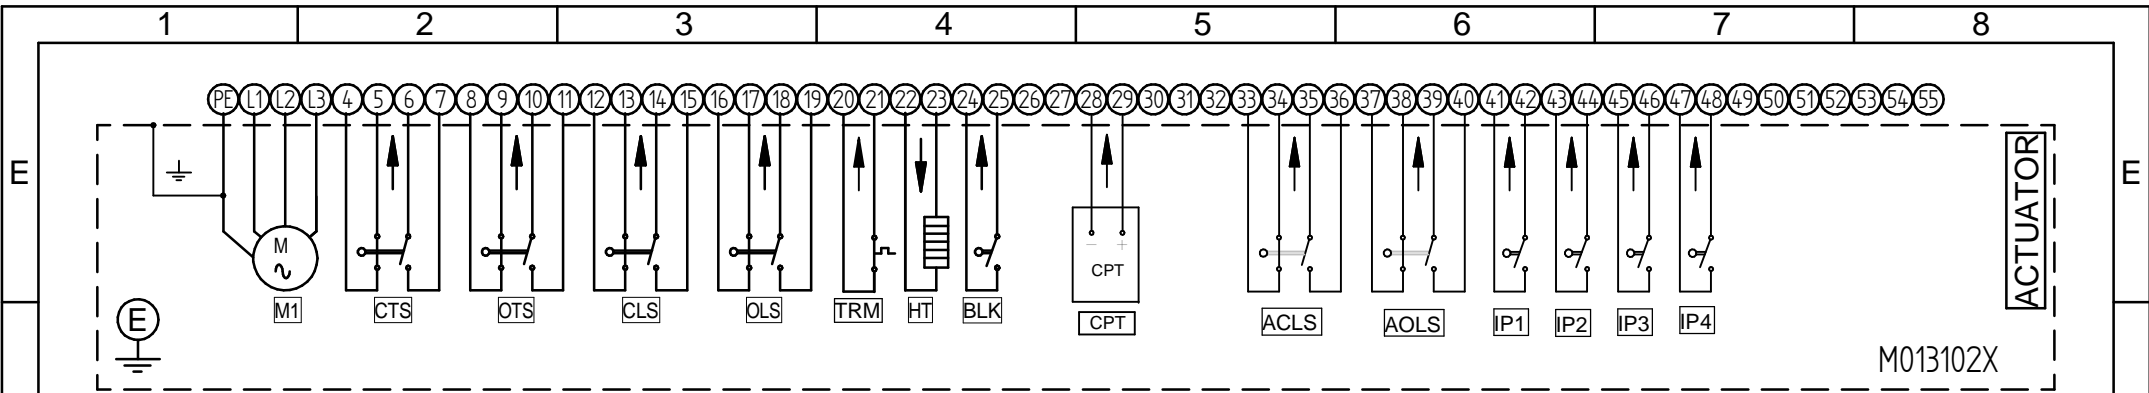 1 2 3 4 5 6 7 8
PE L1 L2 L3 4 5 6 7 8 9 10 11 12 13 14 15 16 17 18 19 20 21 22 23 24 25 26 27 28 29 30 31 32 33 34 35 36 37 38 39 40 41 42 43 44 45 46 47 48 49 50 51 52 53 54 55
E E
ACTUATOR
M
- +
CPT
M1 CTS OTS CLS OLS TRM HT BLK CPT ACLS AOLS IP1 IP2 IP3 IP4
E
M013102X